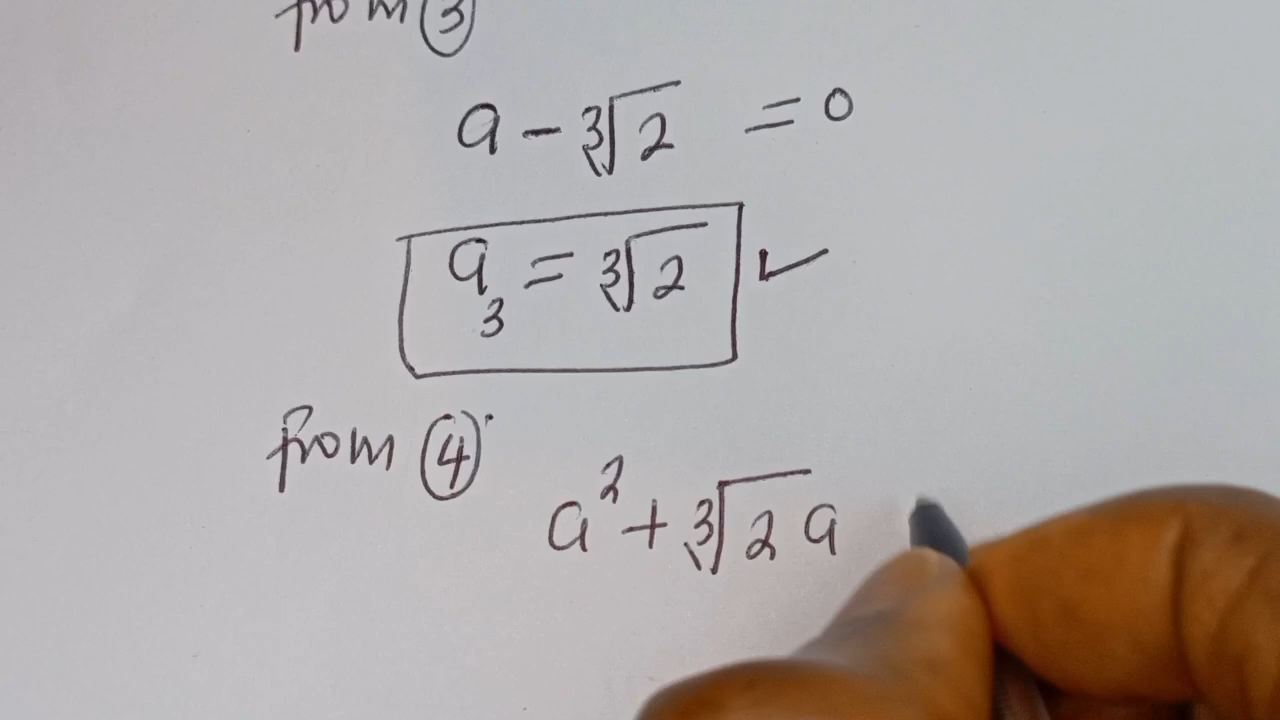 from ③
a - ∛2 = 0
a₃ = ∛2 ✓
from ④
a² + ∛2 a